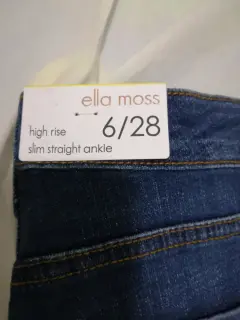 ella moss
high rise 6/28
slim straight ankle